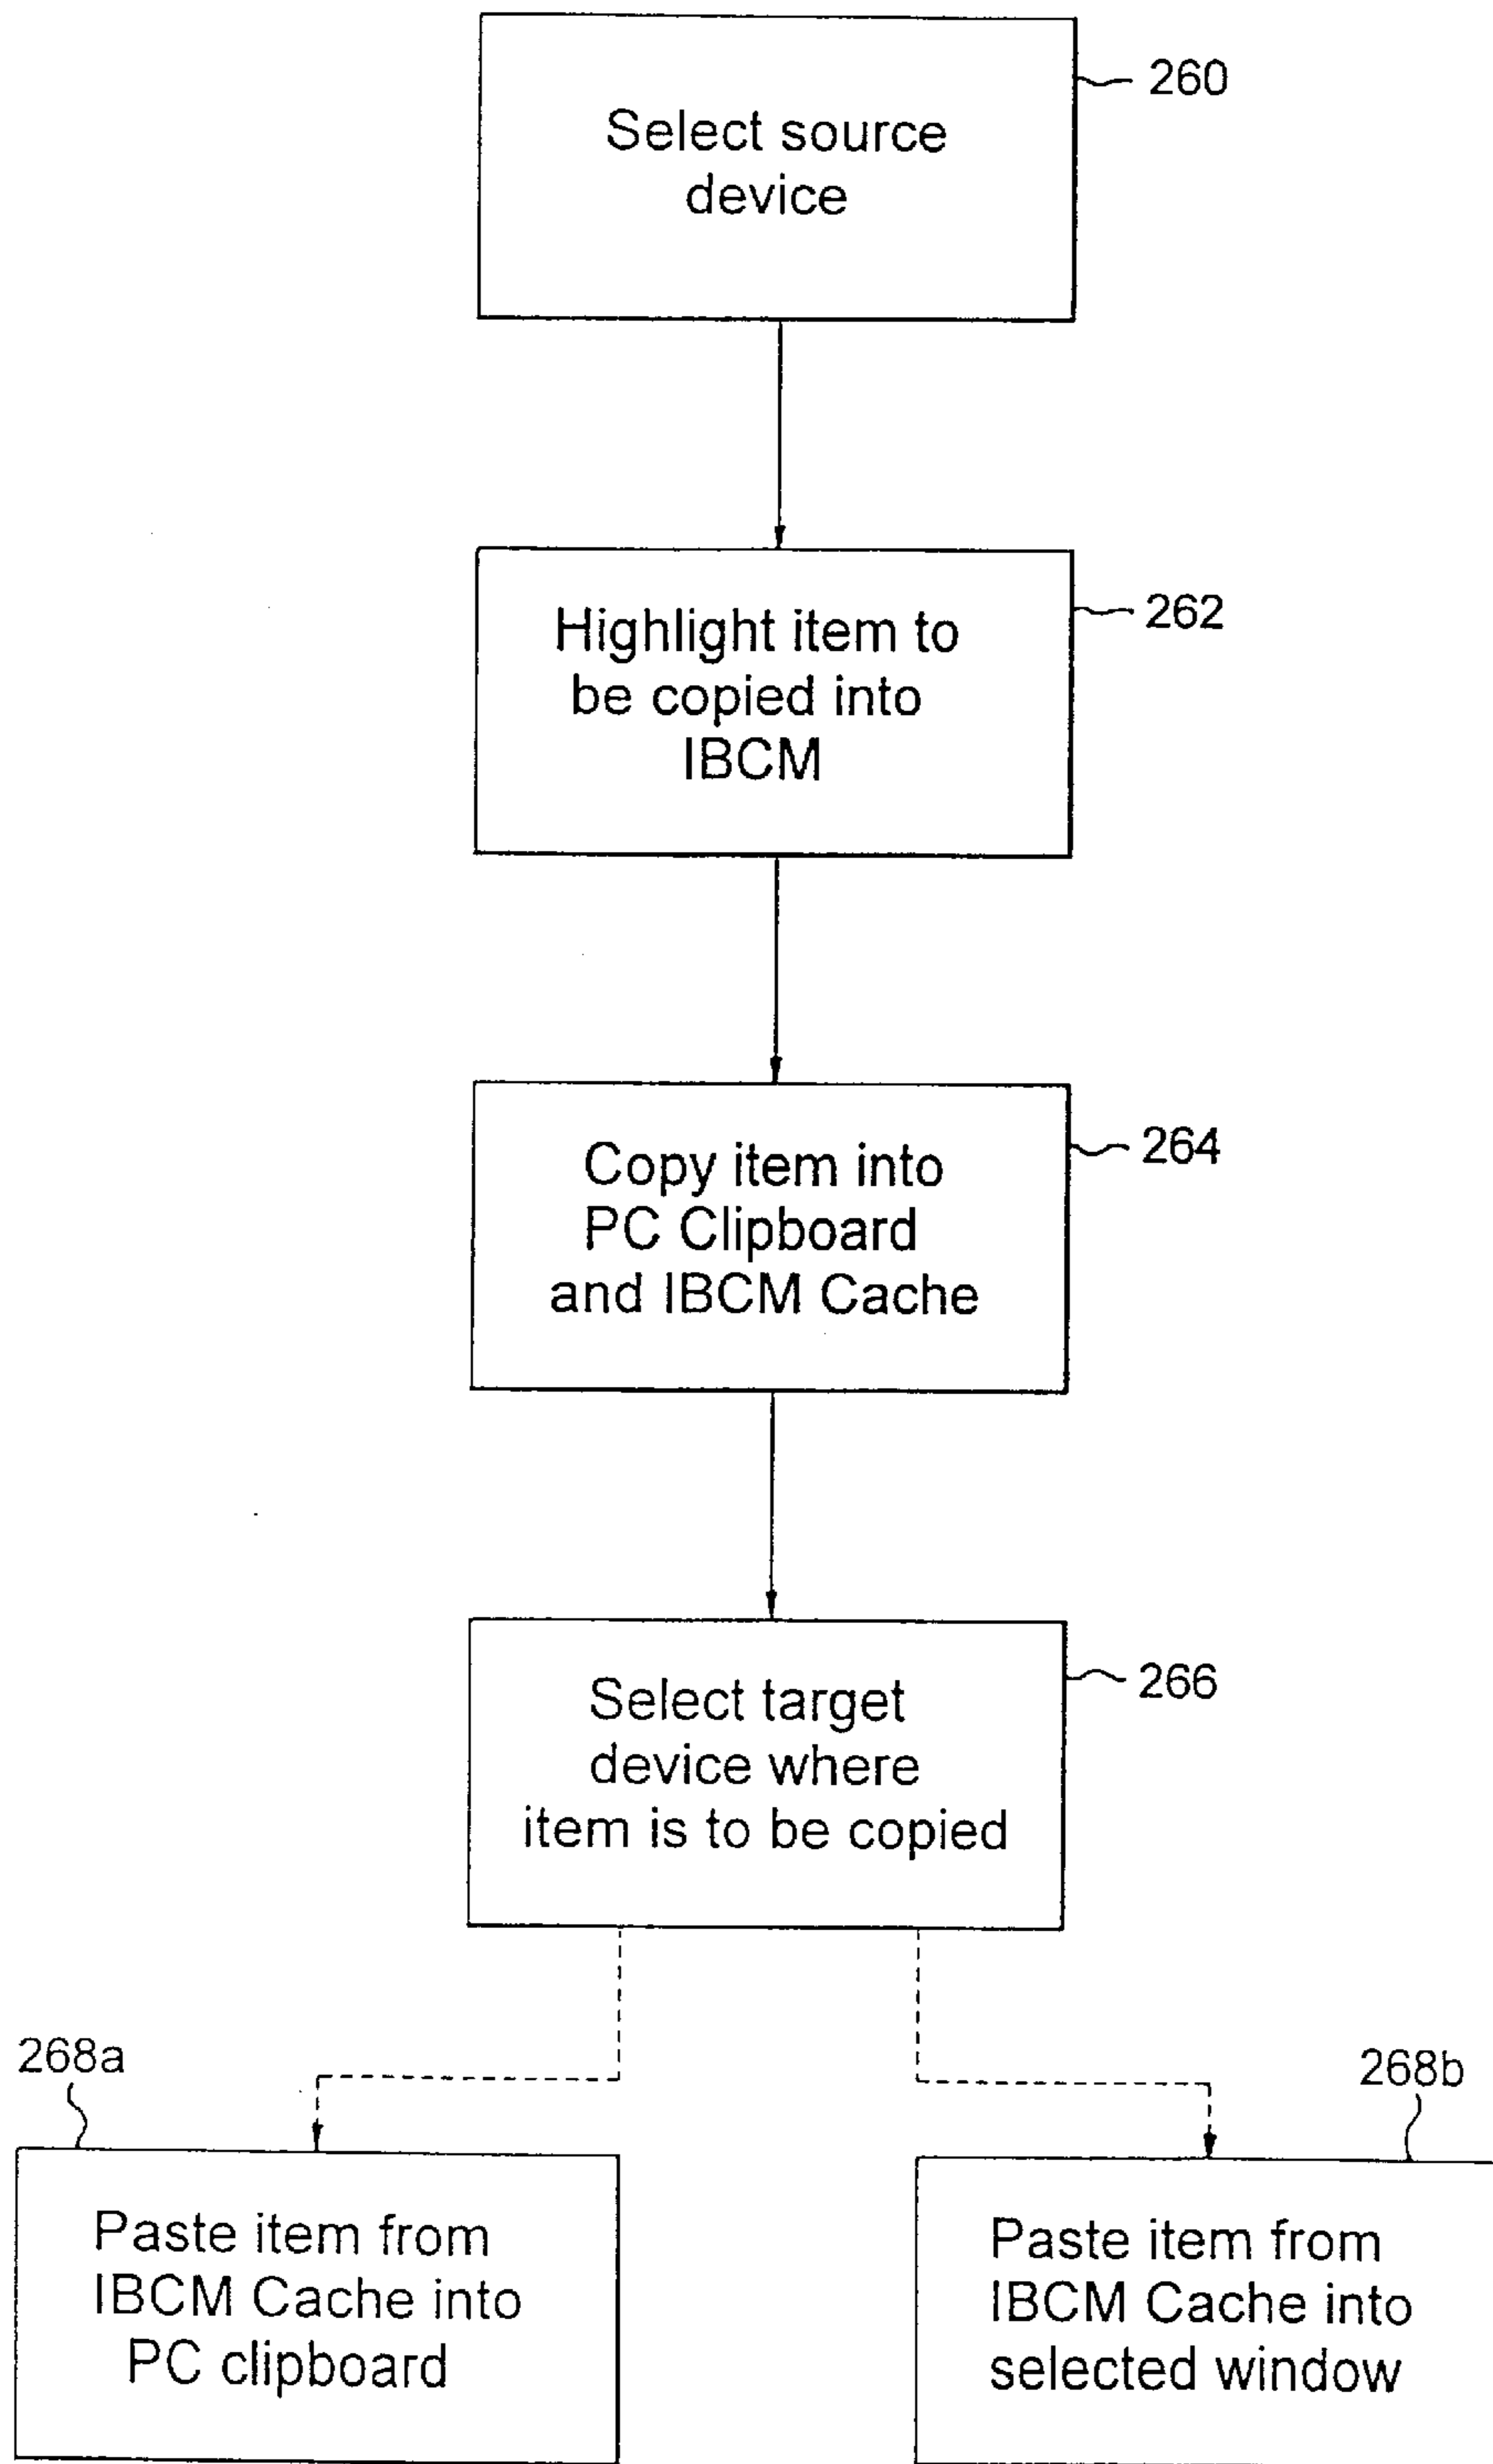 Select source
device
260
Highlight item to
be copied into
IBCM
262
Copy item into
PC Clipboard
and IBCM Cache
264
Select target
device where
item is to be copied
266
268a
268b
Paste item from
IBCM Cache into
PC clipboard
Paste item from
IBCM Cache into
selected window